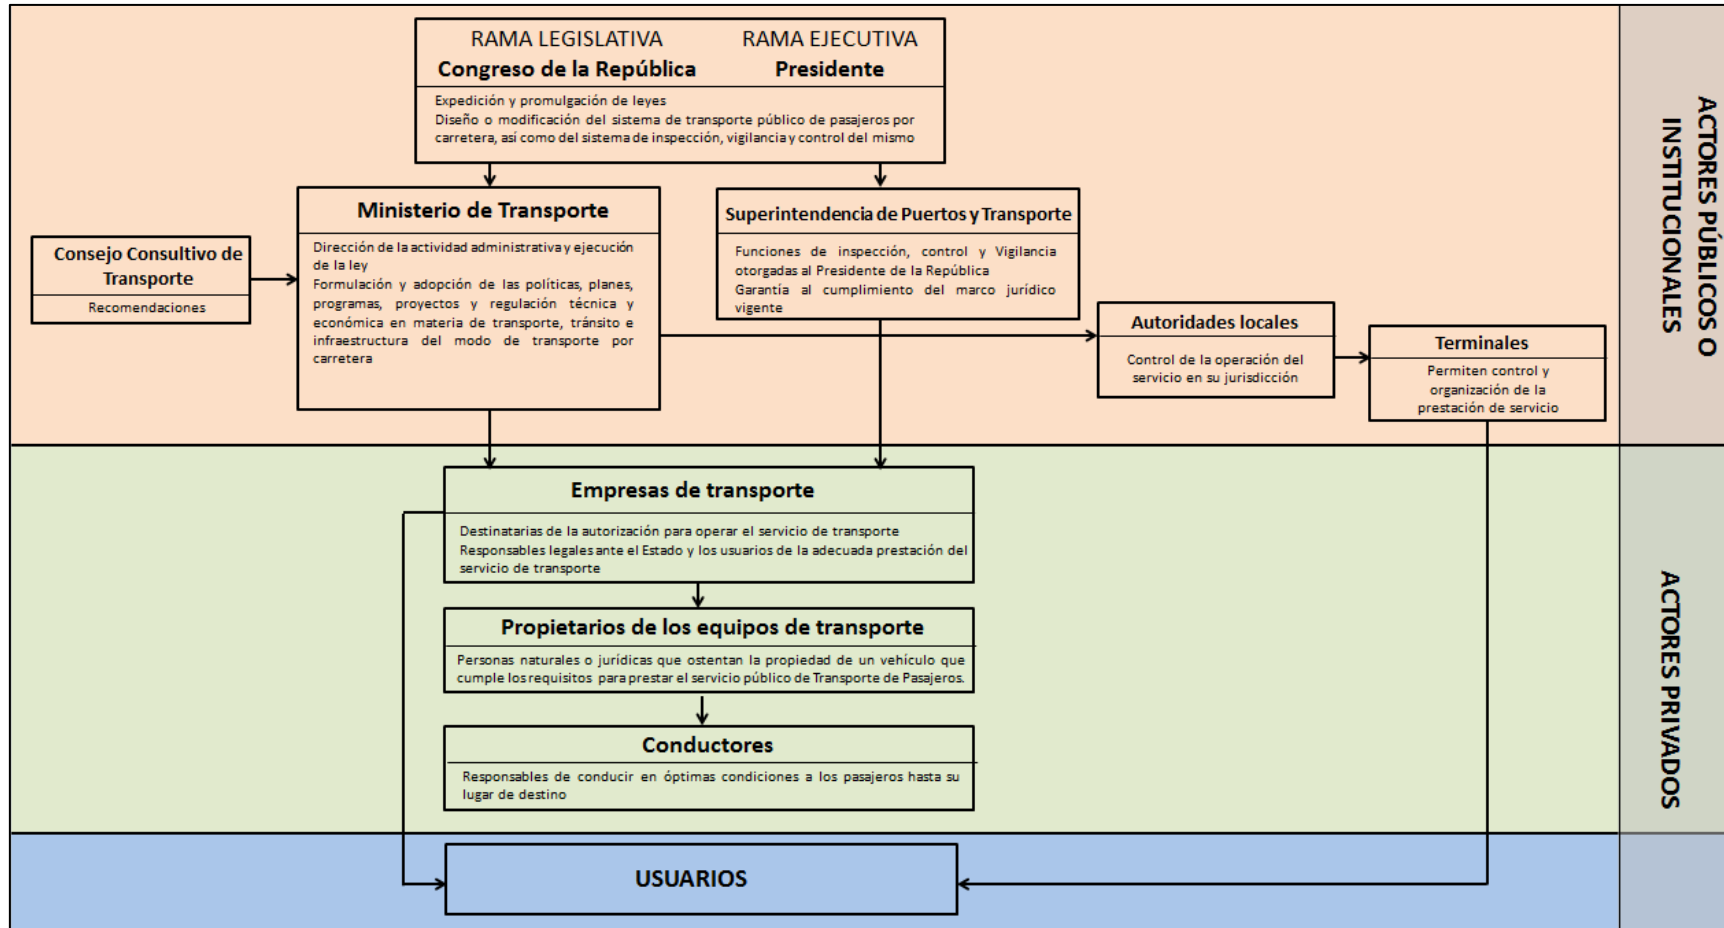 RAMA LEGISLATIVA
Congreso de la República
RAMA EJECUTIVA
Presidente
Expedición y promulgación de leyes
Diseño o modificación del sistema de transporte público de pasajeros por
carretera, así como del sistema de inspección, vigilancia y control del mismo
Consejo Consultivo de
Transporte
Recomendaciones
Ministerio de Transporte
Dirección de la actividad administrativa y ejecución
de la ley
Formulación y adopción de las políticas, planes,
programas, proyectos y regulación técnica y
económica en materia de transporte, tránsito e
infraestructura del modo de transporte por
carretera
Superintendencia de Puertos y Transporte
Funciones de inspección, control y Vigilancia
otorgadas al Presidente de la República
Garantía al cumplimiento del marco jurídico
vigente
Autoridades locales
Control de la operación del
servicio en su jurisdicción
Terminales
Permiten control y
organización de la
prestación de servicio
ACTORES PÚBLICOS O
INSTITUCIONALES
Empresas de transporte
Destinatarias de la autorización para operar el servicio de transporte
Responsables legales ante el Estado y los usuarios de la adecuada prestación del
servicio de transporte
Propietarios de los equipos de transporte
Personas naturales o jurídicas que ostentan la propiedad de un vehículo que
cumple los requisitos para prestar el servicio público de Transporte de Pasajeros.
Conductores
Responsables de conducir en óptimas condiciones a los pasajeros hasta su
lugar de destino
ACTORES PRIVADOS
USUARIOS